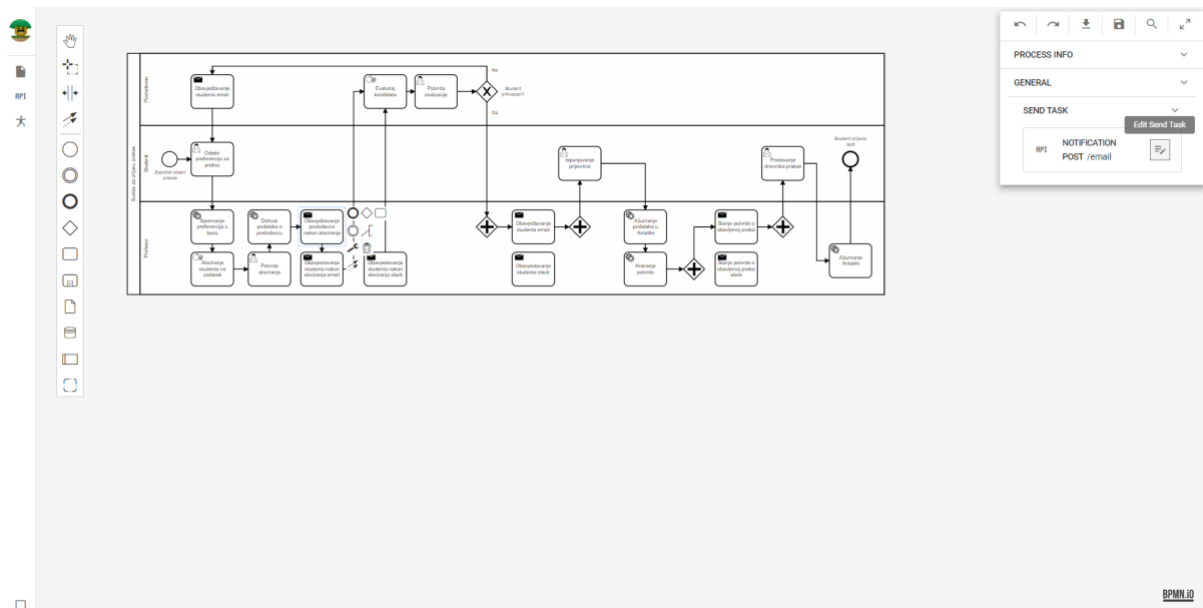 API
PROCESS INFO
GENERAL
SEND TASK
Edit Send Task
API
NOTIFICATION
POST /email
Poslodavac
Obavještavanje
studenta email
Evaluiraj
kandidate
Potvrda
evaluacije
Ne
Student
prihvaćen?
Da
Student
Odabir
preferencija za
praksu
Započni odabir
prakse
Ispunjavanje
prijavnice
Predavanje
dnevnika prakse
Student prijavio
ispit
Profesor
Spremanje
preferencija u
bazu
Dohvat
podataka o
poslodavcu
Obavještavanje
poslodavca
nakon alociranja
Alociranje
studenta na
zadatak
Potvrda
alociranja
Obavještavanje
studenta nakon
alociranja email
Obavještavanje
studenta nakon
alociranja slack
Obavještavanje
studenta email
Obavještavanje
studenta slack
Ažuriranje
podataka u
Airtable
Kreiranje
potvrde
Slanje potvrde o
obavljenoj praksi
Slanje potvrde o
obavljenoj praksi
slack
Ažuriranje
Airtable
BPMN.iO